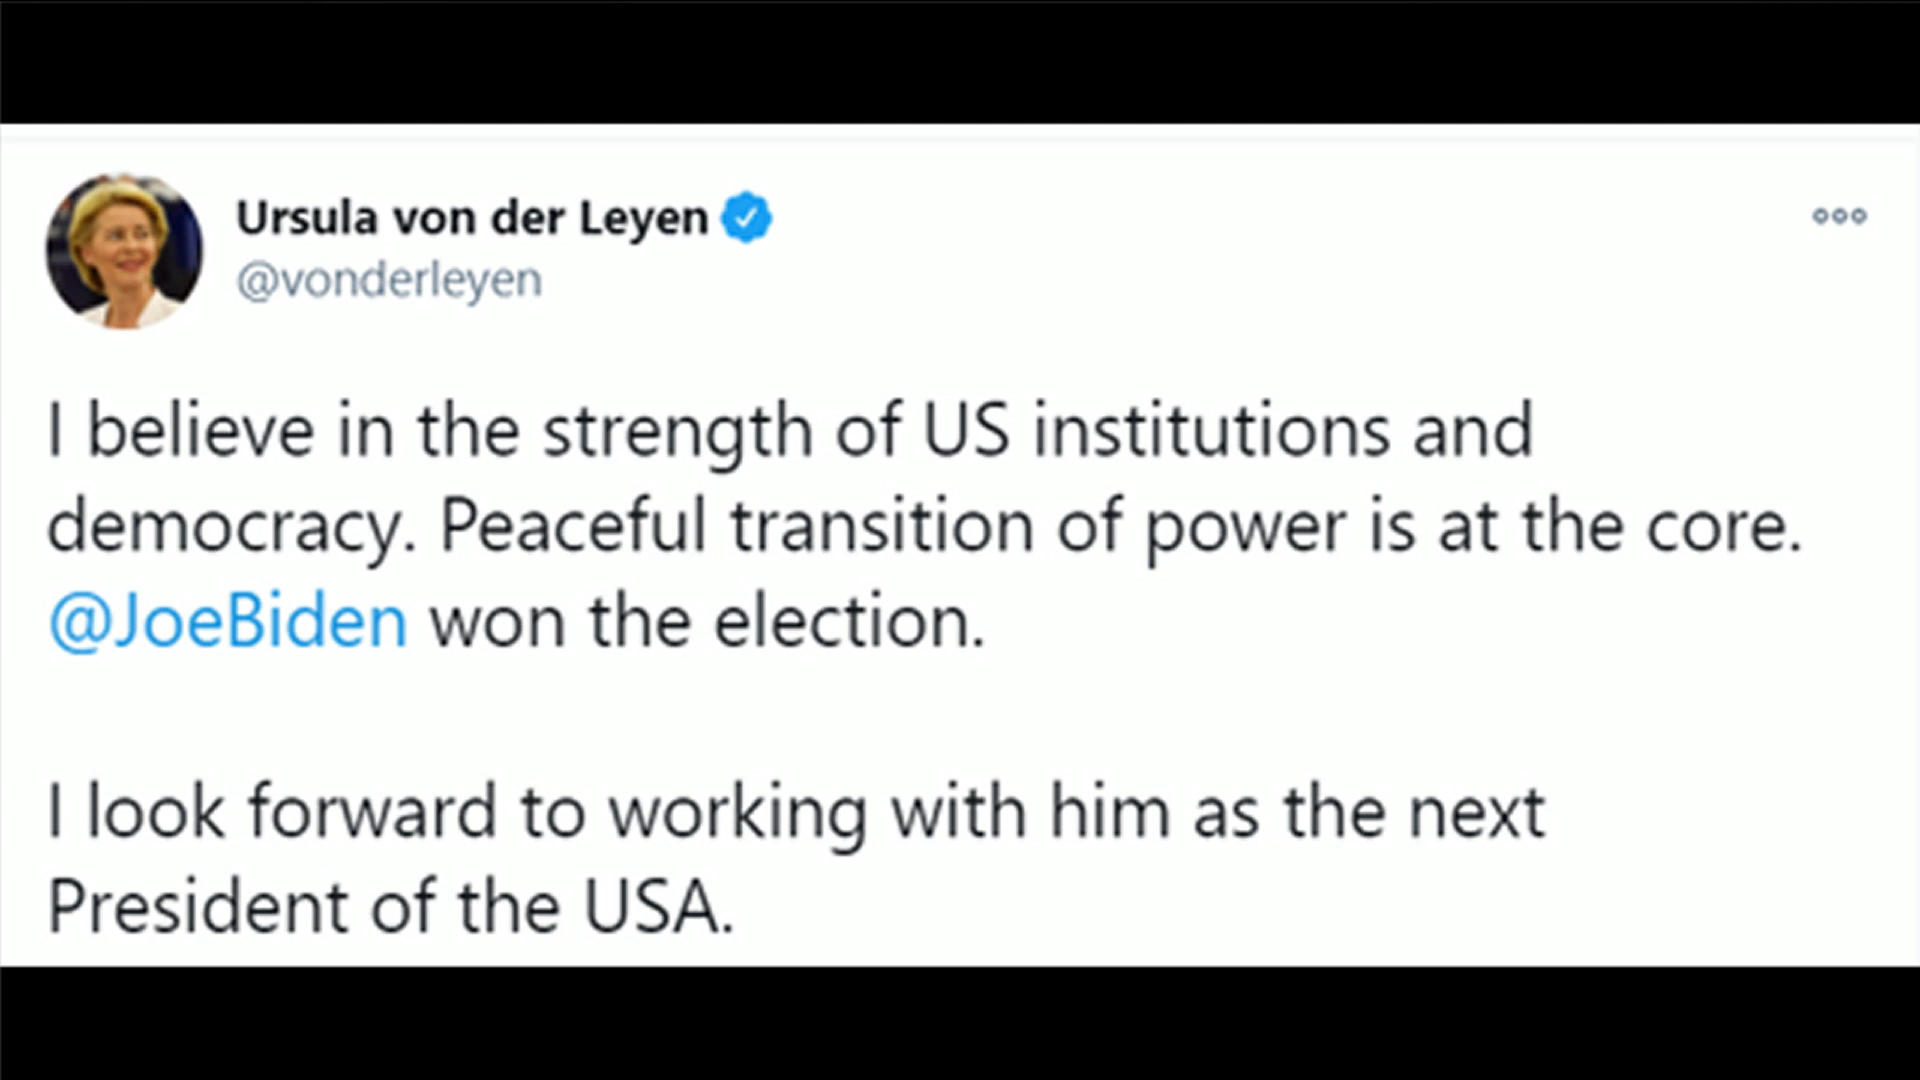 Ursula von der Leyen
@vonderleyen
I believe in the strength of US institutions and
democracy. Peaceful transition of power is at the core.
@JoeBiden won the election.
I look forward to working with him as the next
President of the USA.